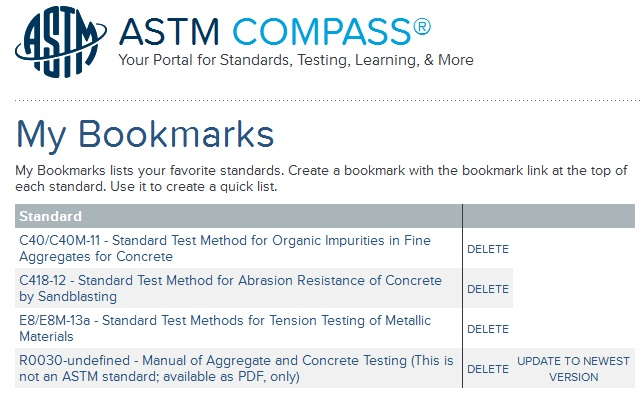 ASTM
ASTM COMPASS®
Your Portal for Standards, Testing, Learning, & More
My Bookmarks
My Bookmarks lists your favorite standards. Create a bookmark with the bookmark link at the top of
each standard. Use it to create a quick list.
Standard
C40/C40M-11 - Standard Test Method for Organic Impurities in Fine
Aggregates for Concrete
DELETE
C418-12 - Standard Test Method for Abrasion Resistance of Concrete
by Sandblasting
DELETE
E8/E8M-13a - Standard Test Methods for Tension Testing of Metallic
Materials
DELETE
R0030-undefined - Manual of Aggregate and Concrete Testing (This is
not an ASTM standard; available as PDF, only)
DELETE
UPDATE TO NEWEST
VERSION